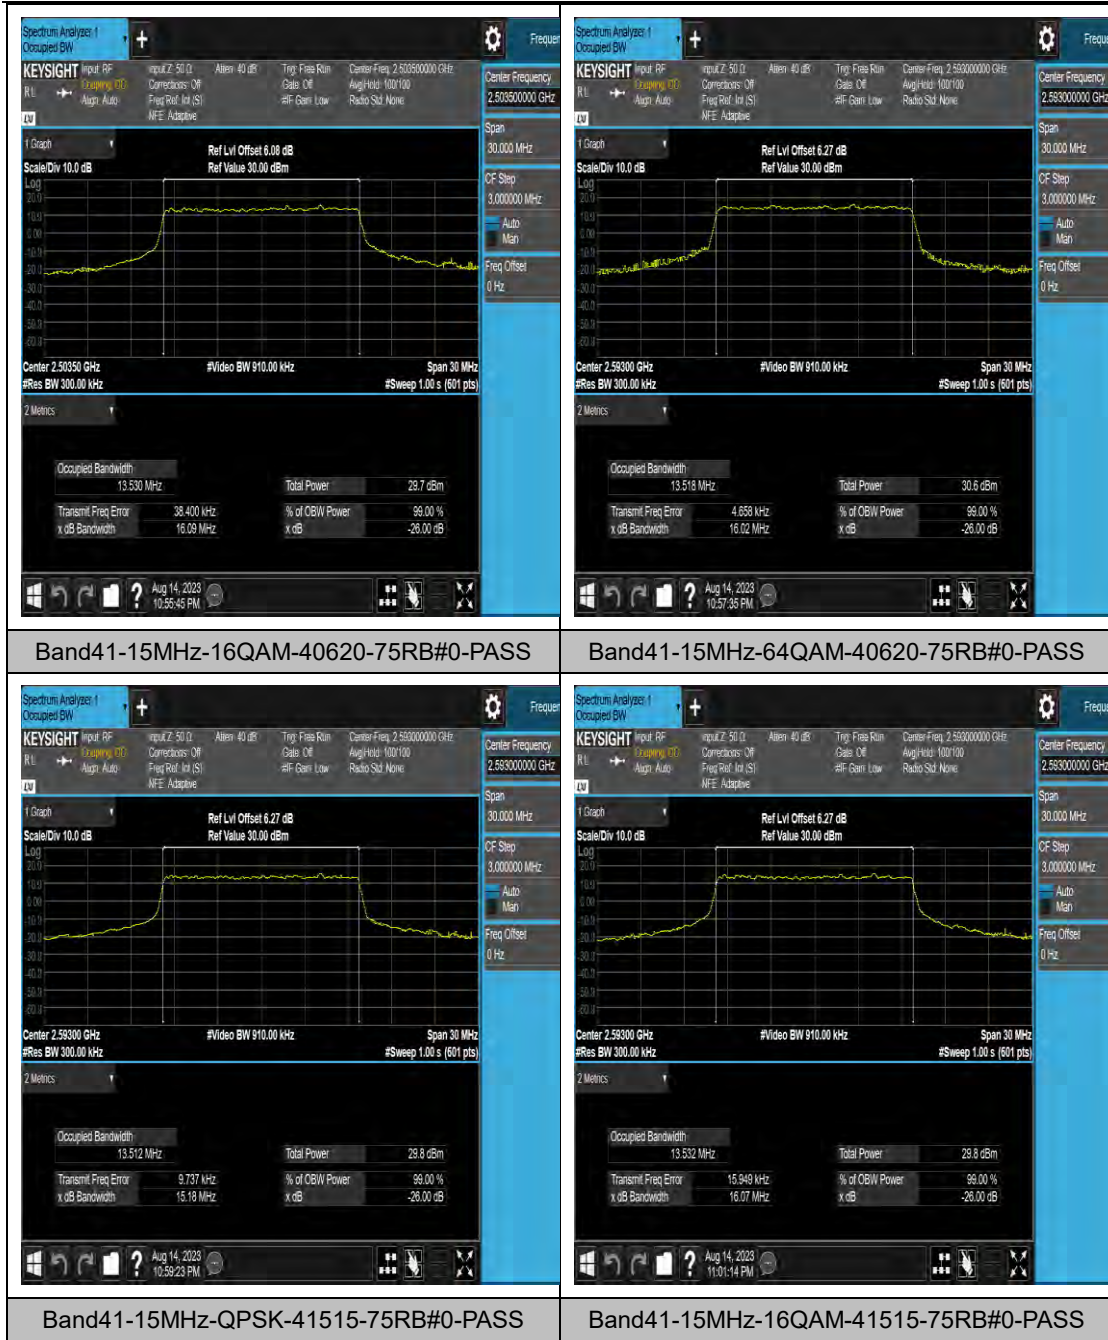 Spectrum Analyzer 1
Occupied BW
+
Frequen
KEYSIGHT
Input: RF
Coupling: DC
Align: Auto
Input Z: 50 Ω
Corrections: Off
Freq Ref: Int (S)
NFE: Adaptive
Atten: 40 dB
Trig: Free Run
Gate: Off
#IF Gain: Low
Center Freq: 2.503500000 GHz
Avg|Hold: 100/100
Radio Std: None
Center Frequency
2.503500000 GHz
Span
30.000 MHz
CF Step
3.000000 MHz
Auto
Man
Freq Offset
0 Hz
1 Graph
Scale/Div 10.0 dB
Ref Lvl Offset 6.08 dB
Ref Value 30.00 dBm
Log
Center 2.50350 GHz
#Res BW 300.00 kHz
#Video BW 910.00 kHz
Span 30 MHz
#Sweep 1.00 s (601 pts)
2 Metrics
Occupied Bandwidth
13.530 MHz
Total Power 29.7 dBm
Transmit Freq Error 38.400 kHz
% of OBW Power 99.00 %
x dB Bandwidth 16.09 MHz
x dB -26.00 dB
Aug 14, 2023
10:55:45 PM
Spectrum Analyzer 1
Occupied BW
+
Freque
KEYSIGHT
Input: RF
Coupling: DC
Align: Auto
Input Z: 50 Ω
Corrections: Off
Freq Ref: Int (S)
NFE: Adaptive
Atten: 40 dB
Trig: Free Run
Gate: Off
#IF Gain: Low
Center Freq: 2.593000000 GHz
Avg|Hold: 100/100
Radio Std: None
Center Frequency
2.593000000 GHz
Span
30.000 MHz
CF Step
3.000000 MHz
Auto
Man
Freq Offset
0 Hz
1 Graph
Scale/Div 10.0 dB
Ref Lvl Offset 6.27 dB
Ref Value 30.00 dBm
Log
Center 2.59300 GHz
#Res BW 300.00 kHz
#Video BW 910.00 kHz
Span 30 MHz
#Sweep 1.00 s (601 pts)
2 Metrics
Occupied Bandwidth
13.518 MHz
Total Power 30.6 dBm
Transmit Freq Error 4.658 kHz
% of OBW Power 99.00 %
x dB Bandwidth 16.02 MHz
x dB -26.00 dB
Aug 14, 2023
10:57:35 PM
Band41-15MHz-16QAM-40620-75RB#0-PASS
Band41-15MHz-64QAM-40620-75RB#0-PASS
Spectrum Analyzer 1
Occupied BW
+
Frequen
KEYSIGHT
Input: RF
Coupling: DC
Align: Auto
Input Z: 50 Ω
Corrections: Off
Freq Ref: Int (S)
NFE: Adaptive
Atten: 40 dB
Trig: Free Run
Gate: Off
#IF Gain: Low
Center Freq: 2.593000000 GHz
Avg|Hold: 100/100
Radio Std: None
Center Frequency
2.593000000 GHz
Span
30.000 MHz
CF Step
3.000000 MHz
Auto
Man
Freq Offset
0 Hz
1 Graph
Scale/Div 10.0 dB
Ref Lvl Offset 6.27 dB
Ref Value 30.00 dBm
Log
Center 2.59300 GHz
#Res BW 300.00 kHz
#Video BW 910.00 kHz
Span 30 MHz
#Sweep 1.00 s (601 pts)
2 Metrics
Occupied Bandwidth
13.512 MHz
Total Power 29.8 dBm
Transmit Freq Error 9.737 kHz
% of OBW Power 99.00 %
x dB Bandwidth 15.18 MHz
x dB -26.00 dB
Aug 14, 2023
10:59:23 PM
Spectrum Analyzer 1
Occupied BW
+
Freque
KEYSIGHT
Input: RF
Coupling: DC
Align: Auto
Input Z: 50 Ω
Corrections: Off
Freq Ref: Int (S)
NFE: Adaptive
Atten: 40 dB
Trig: Free Run
Gate: Off
#IF Gain: Low
Center Freq: 2.593000000 GHz
Avg|Hold: 100/100
Radio Std: None
Center Frequency
2.593000000 GHz
Span
30.000 MHz
CF Step
3.000000 MHz
Auto
Man
Freq Offset
0 Hz
1 Graph
Scale/Div 10.0 dB
Ref Lvl Offset 6.27 dB
Ref Value 30.00 dBm
Log
Center 2.59300 GHz
#Res BW 300.00 kHz
#Video BW 910.00 kHz
Span 30 MHz
#Sweep 1.00 s (601 pts)
2 Metrics
Occupied Bandwidth
13.532 MHz
Total Power 29.8 dBm
Transmit Freq Error 15.949 kHz
% of OBW Power 99.00 %
x dB Bandwidth 16.07 MHz
x dB -26.00 dB
Aug 14, 2023
11:01:14 PM
Band41-15MHz-QPSK-41515-75RB#0-PASS
Band41-15MHz-16QAM-41515-75RB#0-PASS